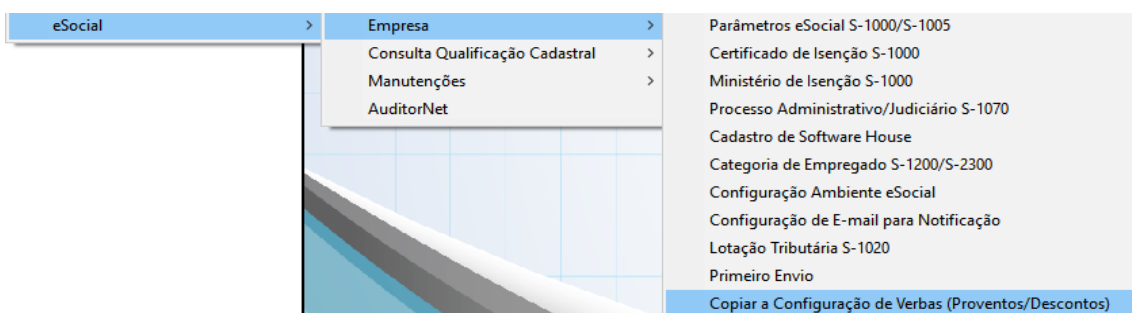 eSocial
Empresa
Consulta Qualificação Cadastral
Manutenções
AuditorNet
Parâmetros eSocial S-1000/S-1005
Certificado de Isenção S-1000
Ministério de Isenção S-1000
Processo Administrativo/Judiciário S-1070
Cadastro de Software House
Categoria de Empregado S-1200/S-2300
Configuração Ambiente eSocial
Configuração de E-mail para Notificação
Lotação Tributária S-1020
Primeiro Envio
Copiar a Configuração de Verbas (Proventos/Descontos)